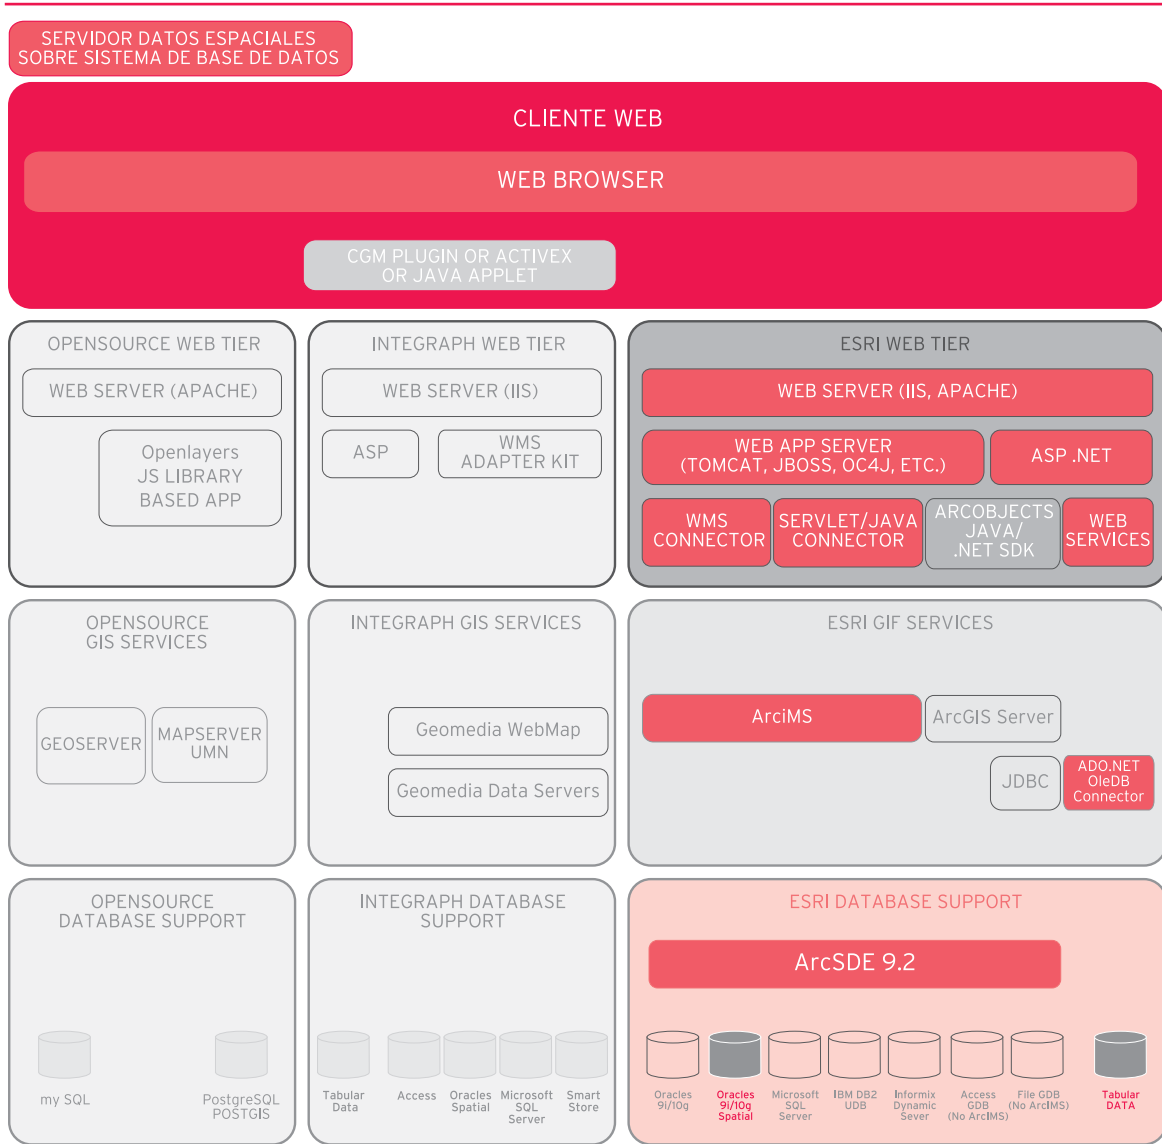 SERVIDOR DATOS ESPACIALES
SOBRE SISTEMA DE BASE DE DATOS
CLIENTE WEB
WEB BROWSER
CGM PLUGIN OR ACTIVEX
OR JAVA APPLET
OPENSOURCE WEB TIER
WEB SERVER (APACHE)
Openlayers
JS LIBRARY
BASED APP
INTEGRAPH WEB TIER
WEB SERVER (IIS)
ASP
WMS
ADAPTER KIT
ESRI WEB TIER
WEB SERVER (IIS, APACHE)
WEB APP SERVER
(TOMCAT, JBOSS, OC4J, ETC.)
ASP .NET
WMS
CONNECTOR
SERVLET/JAVA
CONNECTOR
ARCOBJECTS
JAVA/
.NET SDK
WEB
SERVICES
OPENSOURCE
GIS SERVICES
GEOSERVER
MAPSERVER
UMN
INTEGRAPH GIS SERVICES
Geomedia WebMap
Geomedia Data Servers
ESRI GIF SERVICES
ArciMS
ArcGIS Server
JDBC
ADO.NET
OleDB
Connector
OPENSOURCE
DATABASE SUPPORT
my SQL
PostgreSQL
POSTGIS
INTEGRAPH DATABASE
SUPPORT
Tabular
Data
Access
Oracles
Spatial
Microsoft
SQL
Server
Smart
Store
ESRI DATABASE SUPPORT
ArcSDE 9.2
Oracles
9i/10g
Oracles
9i/10g
Spatial
Microsoft
SQL
Server
IBM DB2
UDB
Informix
Dynamic
Sever
Access
GDB
(No ArcIMS)
File GDB
(No ArcIMS)
Tabular
DATA